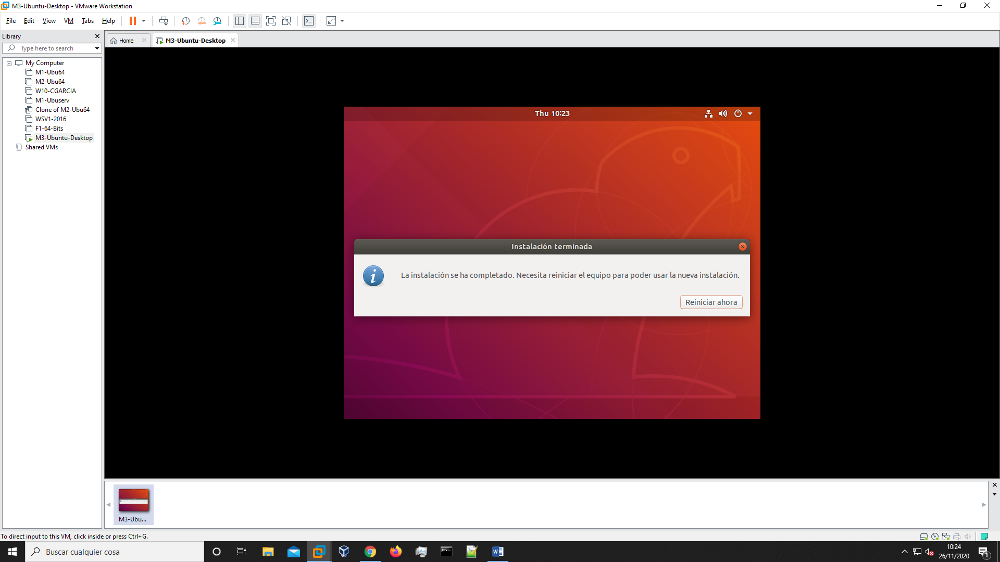 M3-Ubuntu-Desktop - VMware Workstation
File Edit View VM Tabs Help
Library
Type here to search
My Computer
M1-Ubu64
M2-Ubu64
W10-CGARCIA
M1-Ubuserv
Clone of M2-Ubu64
WSV1-2016
F1-64-Bits
M3-Ubuntu-Desktop
Shared VMs
Home
M3-Ubuntu-Desktop
Thu 10:23
Instalación terminada
La instalación se ha completado. Necesita reiniciar el equipo para poder usar la nueva instalación.
Reiniciar ahora
M3-Ubu...
To direct input to this VM, click inside or press Ctrl+G.
Buscar cualquier cosa
10:24
26/11/2020
1